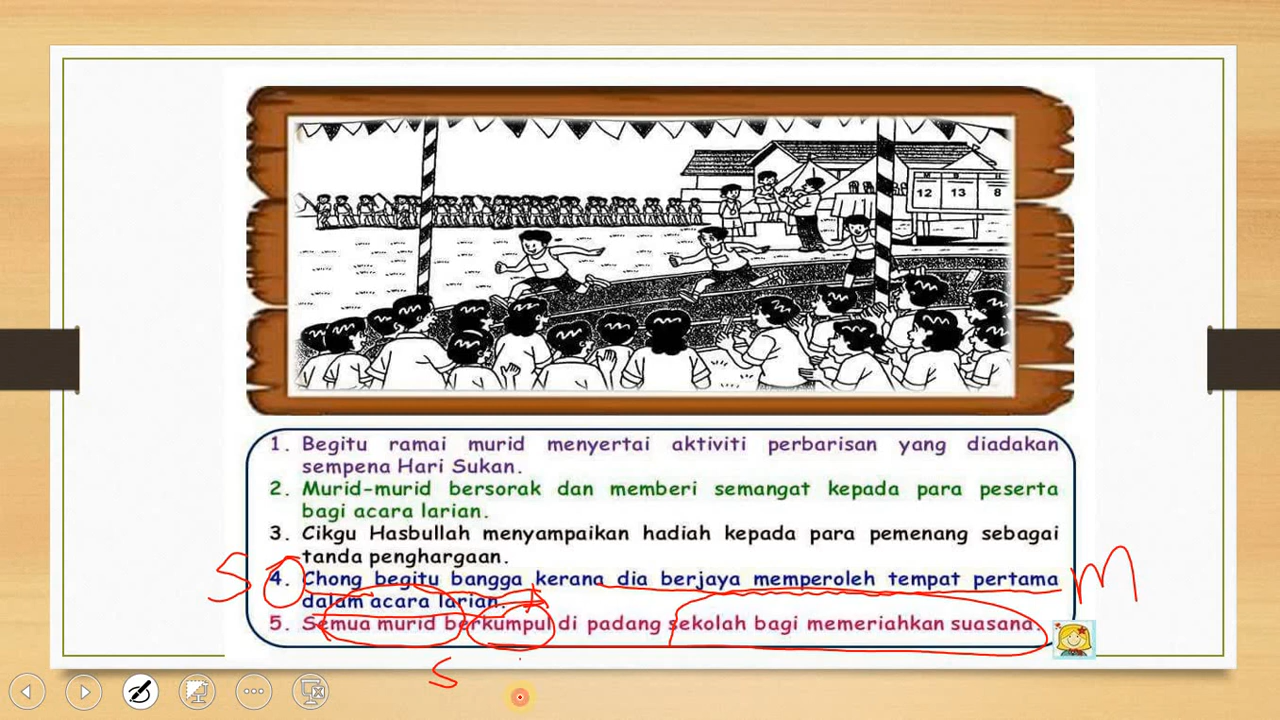 M S H
12 13 8
1. Begitu ramai murid menyertai aktiviti perbarisan yang diadakan
sempena Hari Sukan.
2. Murid-murid bersorak dan memberi semangat kepada para peserta
bagi acara larian.
3. Cikgu Hasbullah menyampaikan hadiah kepada para pemenang sebagai
tanda penghargaan.
S
4. Chong begitu bangga kerana dia berjaya memperoleh tempat pertama
M
dalam acara larian.
5. Semua murid berkumpul di padang sekolah bagi memeriahkan suasana.
S